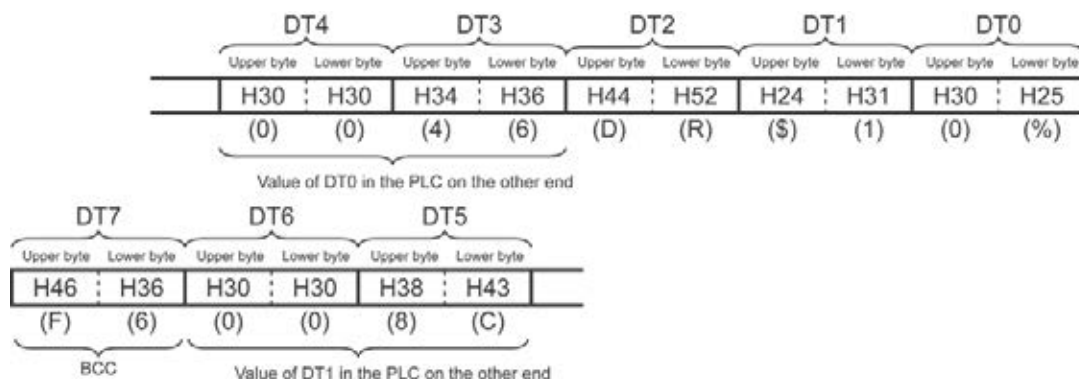 DT4 DT3 DT2 DT1 DT0
Upper byte Lower byte Upper byte Lower byte Upper byte Lower byte Upper byte Lower byte Upper byte Lower byte
H30 H30 H34 H36 H44 H52 H24 H31 H30 H25
(0) (0) (4) (6) (D) (R) ($) (1) (0) (%)
Value of DT0 in the PLC on the other end
DT7 DT6 DT5
Upper byte Lower byte Upper byte Lower byte Upper byte Lower byte
H46 H36 H30 H30 H38 H43
(F) (6) (0) (0) (8) (C)
BCC Value of DT1 in the PLC on the other end